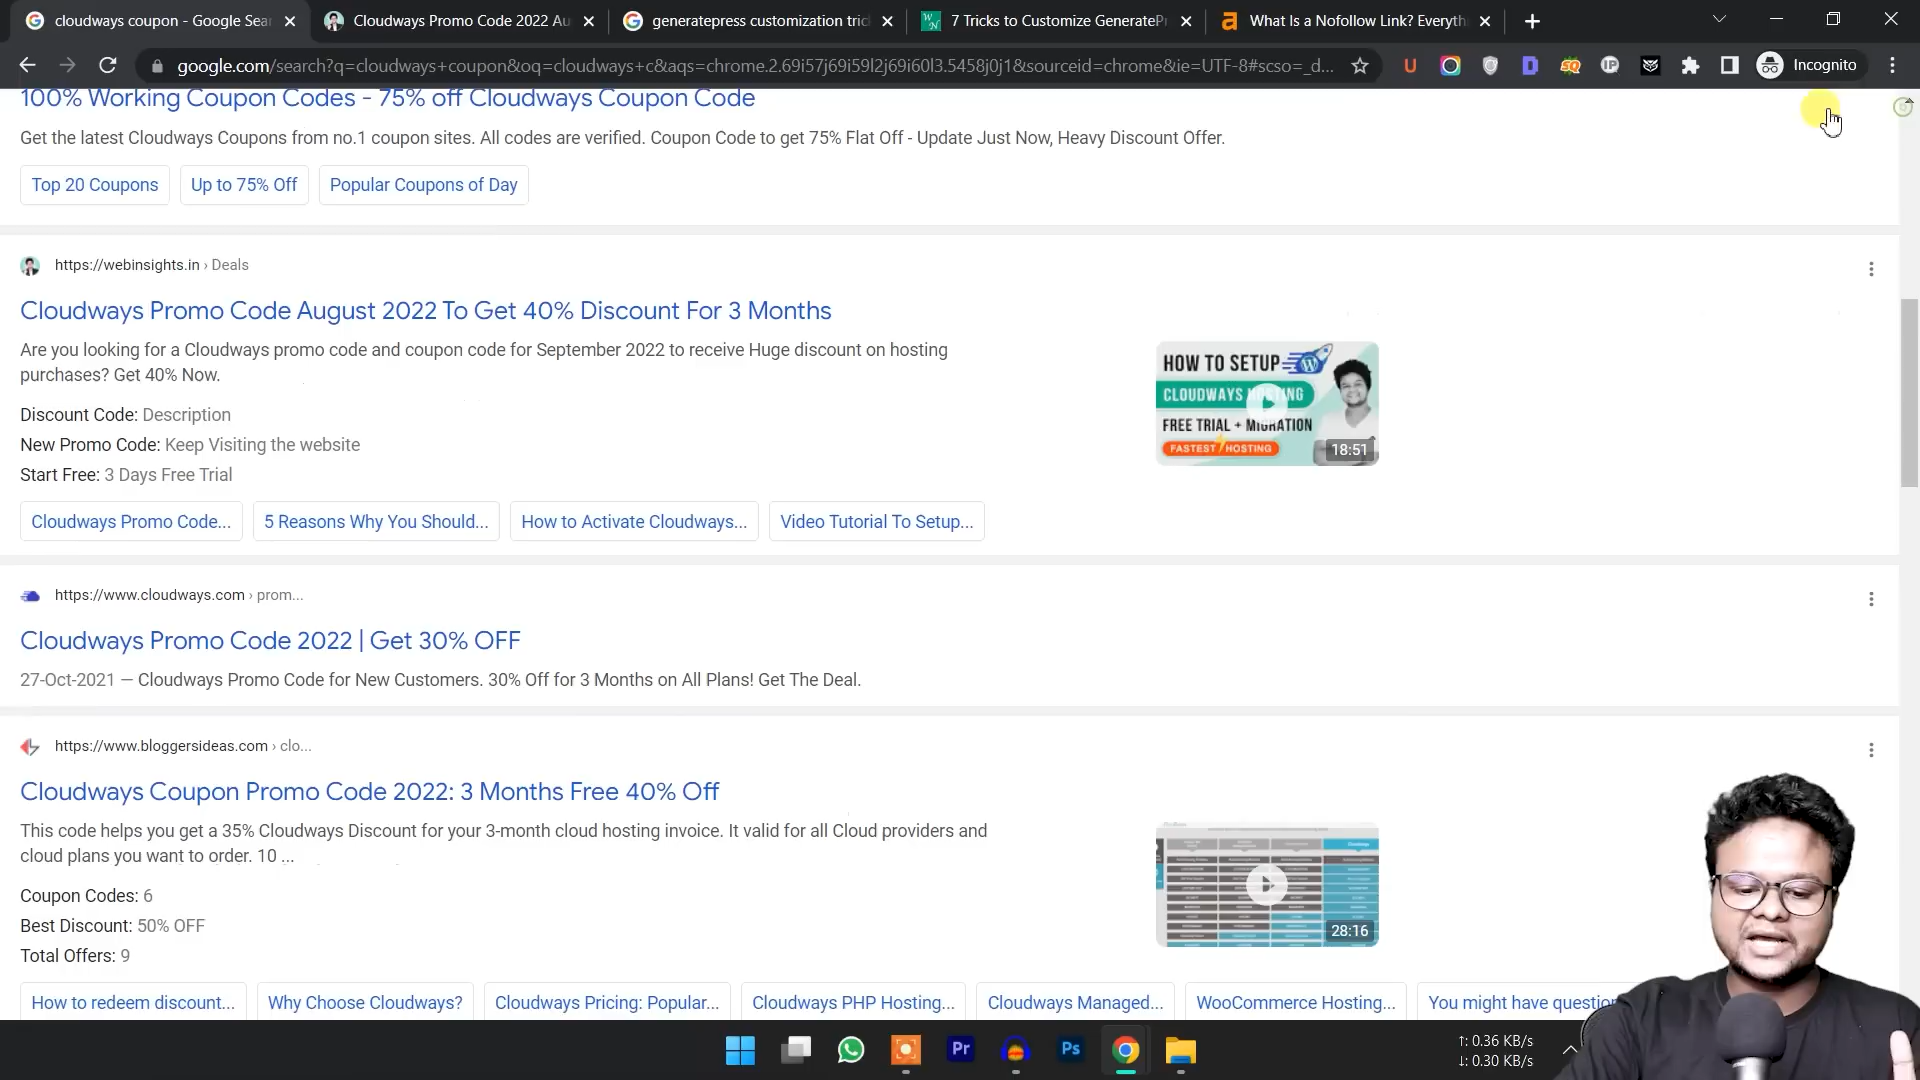 cloudways coupon - Google Sear
Cloudways Promo Code 2022 Au
generatepress customization tric
7 Tricks to Customize GenerateP
What Is a Nofollow Link? Everyth
google.com/search?q=cloudways+coupon&oq=cloudways+c&aqs=chrome.2.69i57j69i59l2j69i60l3.5458j0j1&sourceid=chrome&ie=UTF-8#scso=_d...
Incognito
100% Working Coupon Codes - 75% off Cloudways Coupon Code
Get the latest Cloudways Coupons from no.1 coupon sites. All codes are verified. Coupon Code to get 75% Flat Off - Update Just Now, Heavy Discount Offer.
Top 20 Coupons
Up to 75% Off
Popular Coupons of Day
https://webinsights.in › Deals
Cloudways Promo Code August 2022 To Get 40% Discount For 3 Months
Are you looking for a Cloudways promo code and coupon code for September 2022 to receive Huge discount on hosting
purchases? Get 40% Now.
Discount Code: Description
New Promo Code: Keep Visiting the website
Start Free: 3 Days Free Trial
HOW TO SETUP
CLOUDWAYS HOSTING
FREE TRIAL + MIGRATION
FASTEST HOSTING
18:51
Cloudways Promo Code...
5 Reasons Why You Should...
How to Activate Cloudways...
Video Tutorial To Setup...
https://www.cloudways.com › prom...
Cloudways Promo Code 2022 | Get 30% OFF
27-Oct-2021 — Cloudways Promo Code for New Customers. 30% Off for 3 Months on All Plans! Get The Deal.
https://www.bloggersideas.com › clo...
Cloudways Coupon Promo Code 2022: 3 Months Free 40% Off
This code helps you get a 35% Cloudways Discount for your 3-month cloud hosting invoice. It valid for all Cloud providers and
cloud plans you want to order. 10 ...
Coupon Codes: 6
Best Discount: 50% OFF
Total Offers: 9
28:16
How to redeem discount...
Why Choose Cloudways?
Cloudways Pricing: Popular...
Cloudways PHP Hosting...
Cloudways Managed...
WooCommerce Hosting...
You might have question
Pr
Ps
↑: 0.36 KB/s
↓: 0.30 KB/s